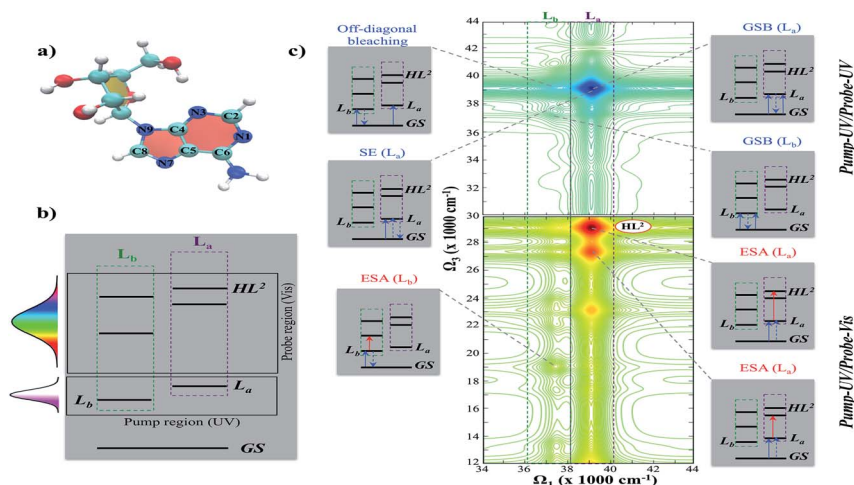 a)
N3
C2
N9
C4
N1
C8
C5
C6
N7
b)
L_b
L_a
HL²
L_a
L_b
Pump region (UV)
Probe region (Vis)
GS
c)
Off-diagonal
bleaching
HL²
L_b
L_a
GS
SE (L_a)
HL²
L_b
L_a
GS
ESA (L_b)
HL²
L_b
L_a
GS
L_b
L_a
44
42
40
38
36
34
32
30
28
26
24
22
20
18
16
14
12
34
36
38
40
42
44
HL²
Ω₃ (x 1000 cm⁻¹)
Ω₁ (x 1000 cm⁻¹)
GSB (L_a)
HL²
L_b
L_a
GS
GSB (L_b)
HL²
L_b
L_a
GS
ESA (L_a)
HL²
L_b
L_a
GS
ESA (L_a)
HL²
L_b
L_a
GS
Pump-UV/Probe-UV
Pump-UV/Probe-Vis